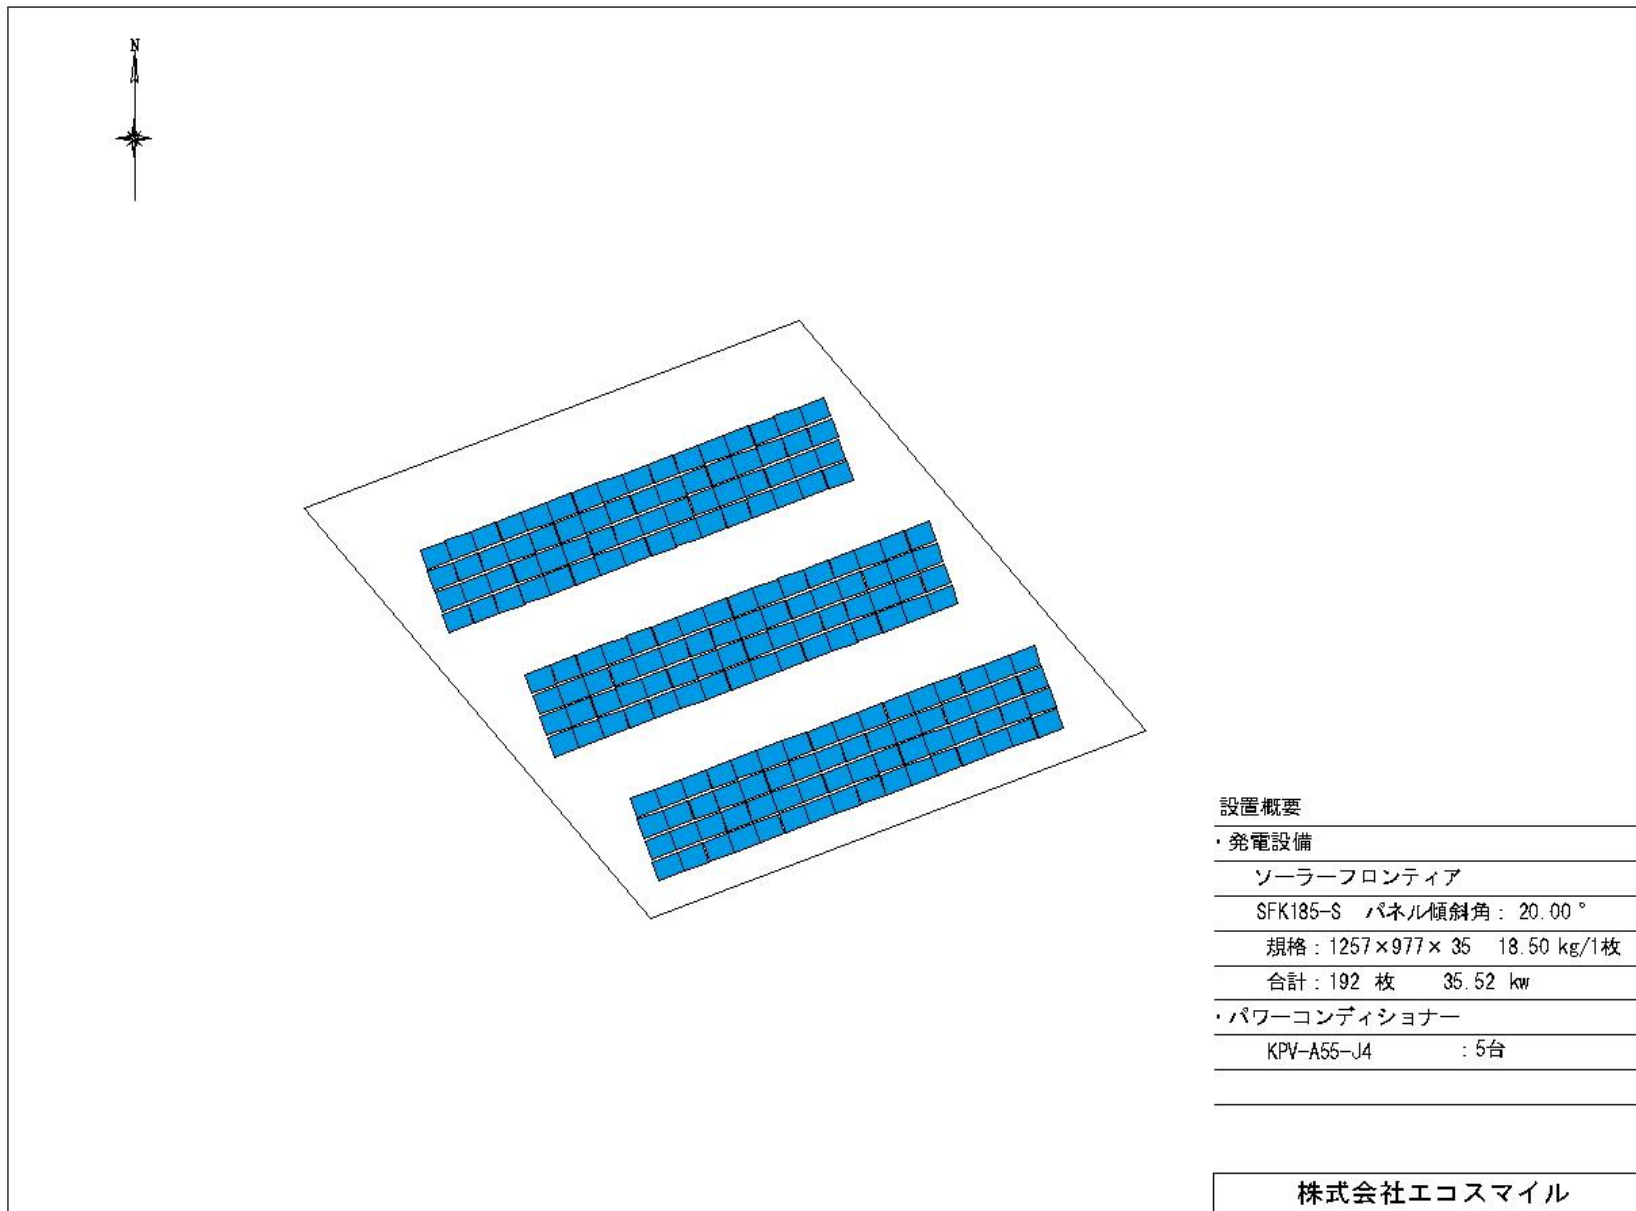 N
設置概要
・発電設備
ソーラーフロンティア
SFK185-S パネル傾斜角：20.00°
規格：1257×977×35 18.50 kg/1枚
合計：192 枚 35.52 kw
・パワーコンディショナー
KPV-A55-J4 ：5台
株式会社エコスマイル